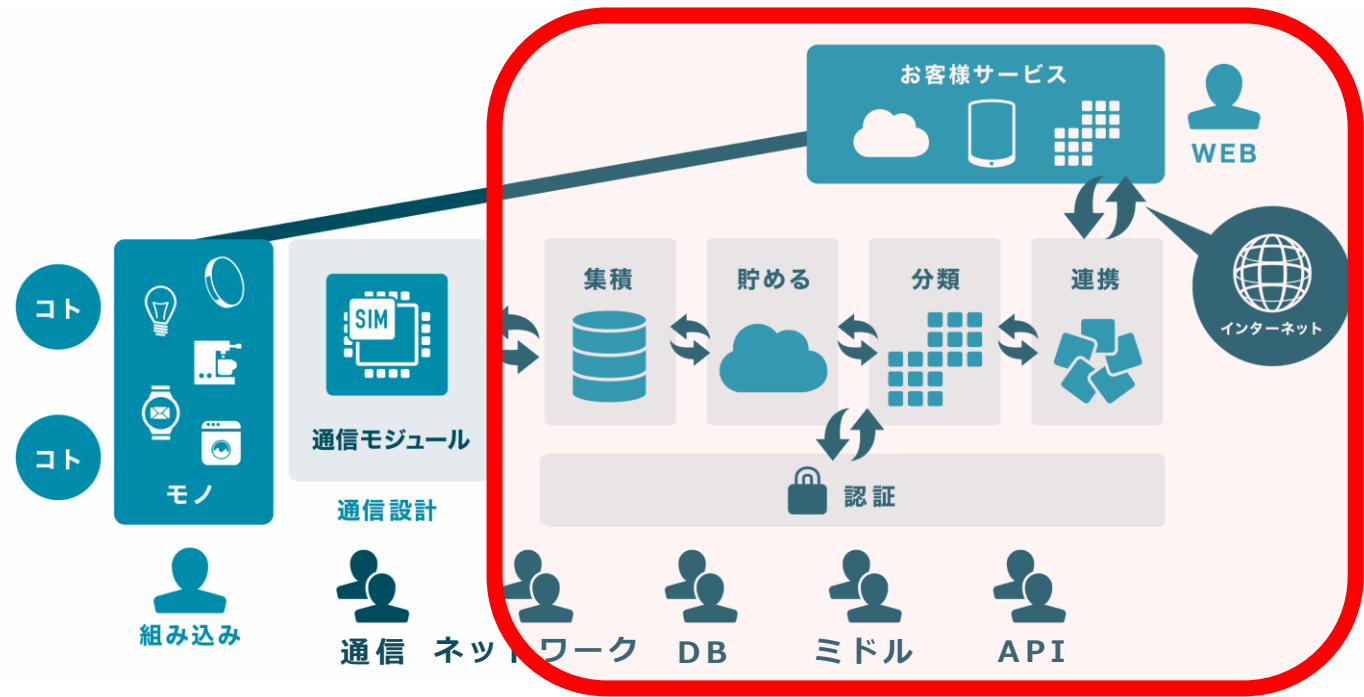 お客様サービス
WEB
コト
コト
モノ
SIM
通信モジュール
通信設計
集積
貯める
分類
連携
インターネット
認証
組み込み
通信
ネットワーク
DB
ミドル
API